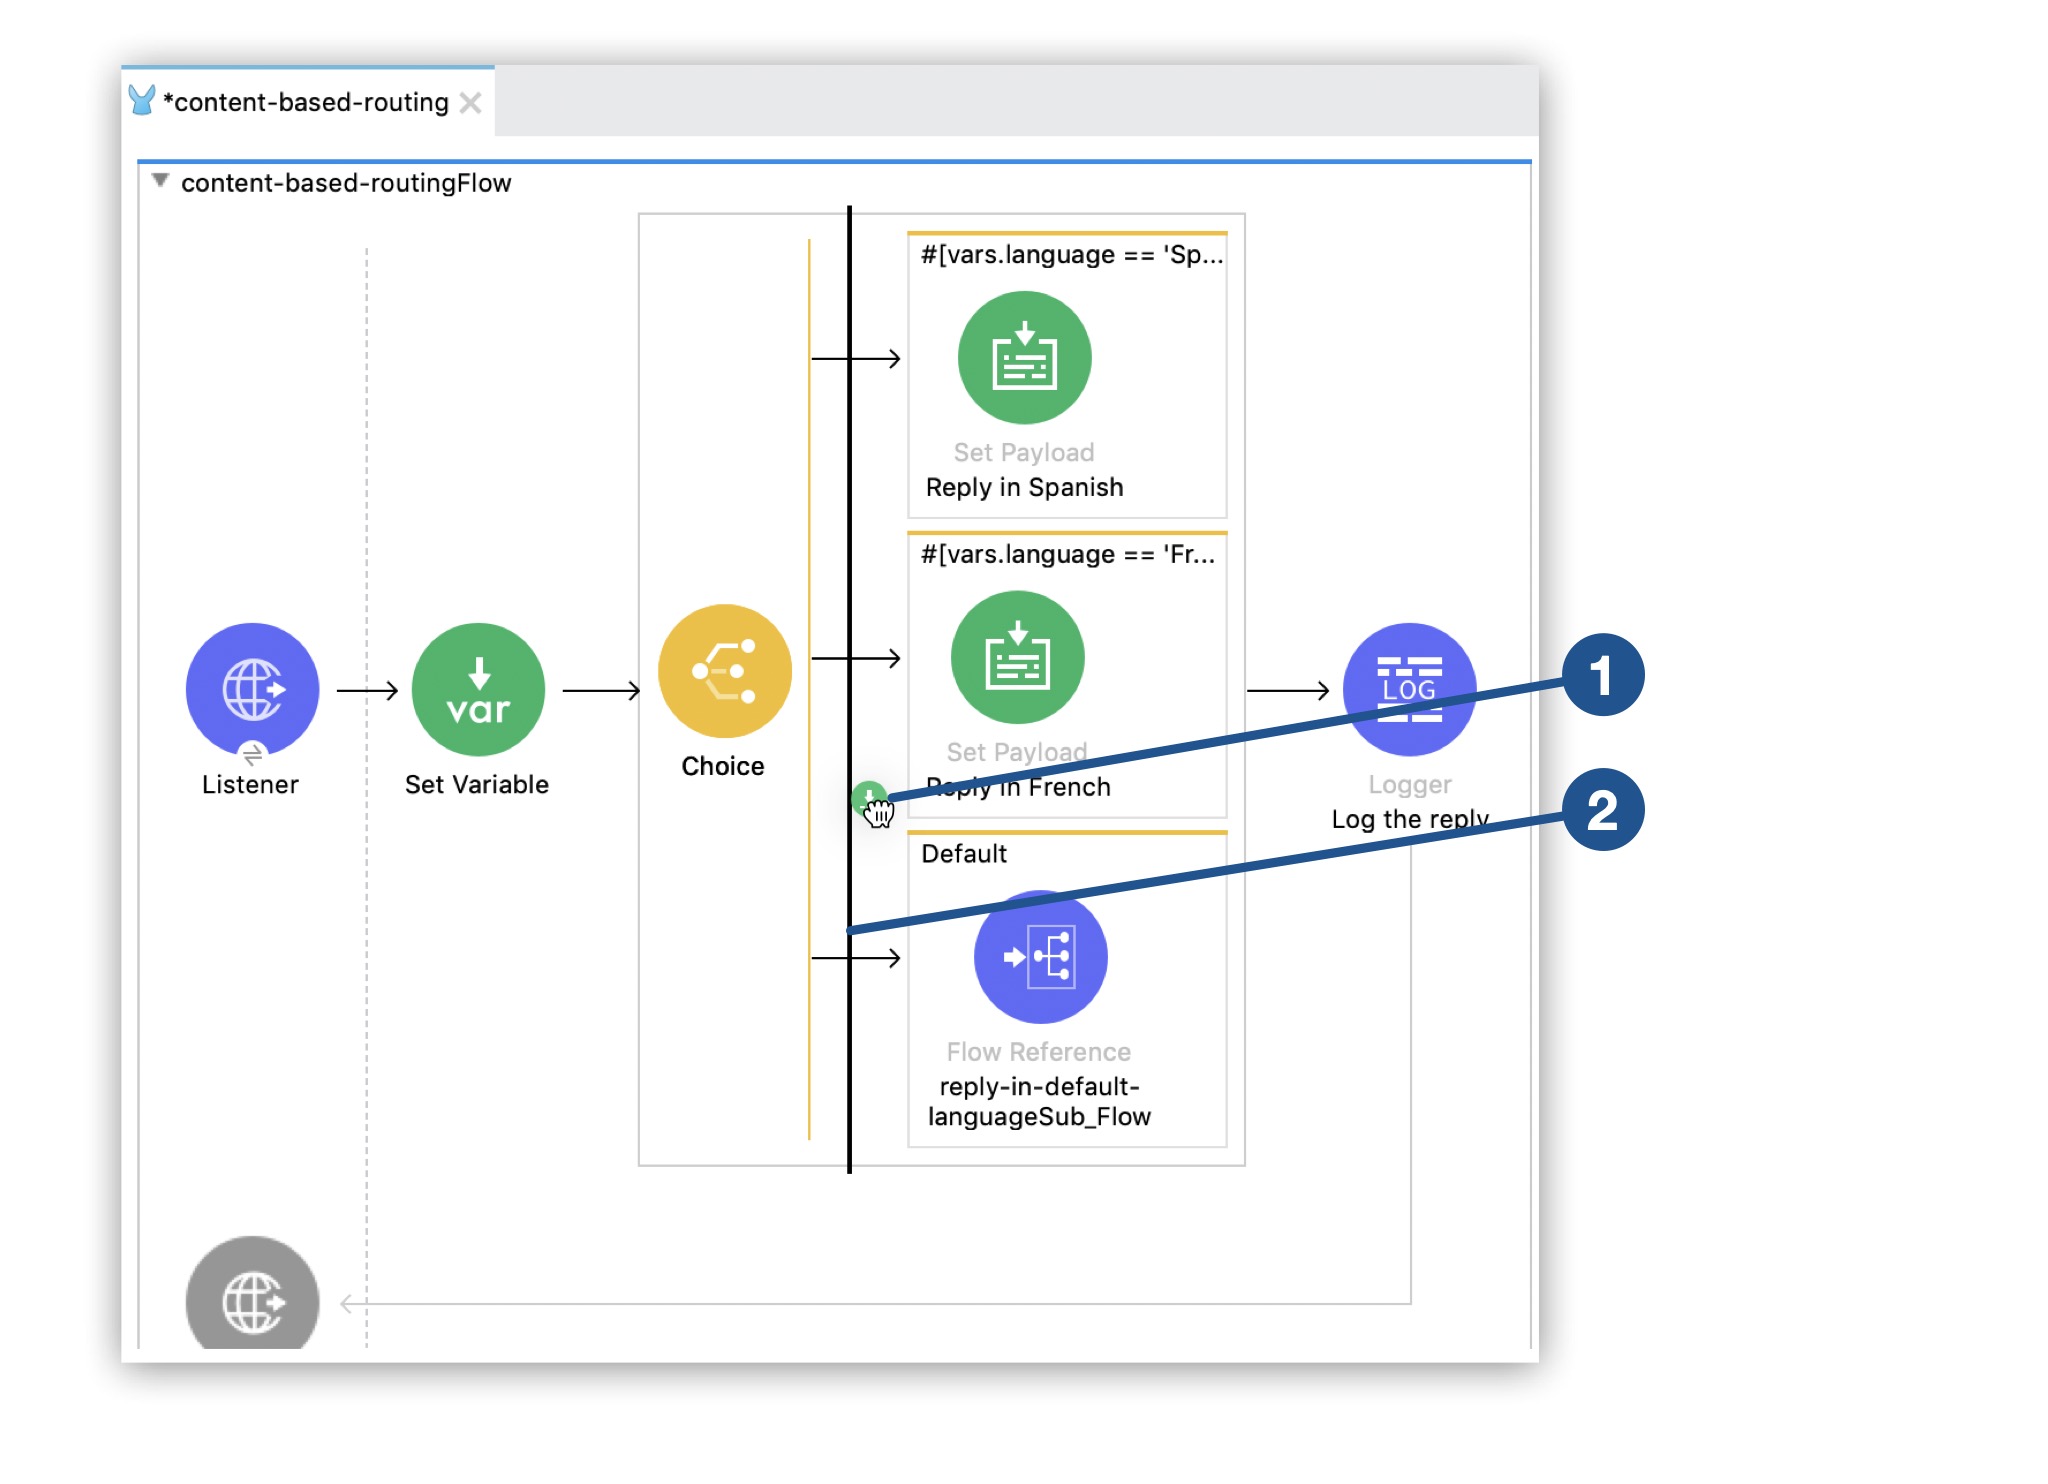 *content-based-routing
content-based-routingFlow
#[vars.language == 'Sp...
Set Payload
Reply in Spanish
#[vars.language == 'Fr...
Set Payload
Reply in French
Default
Flow Reference
reply-in-default-
languageSub_Flow
Listener
var
Set Variable
Choice
LOG
Logger
Log the reply
1
2